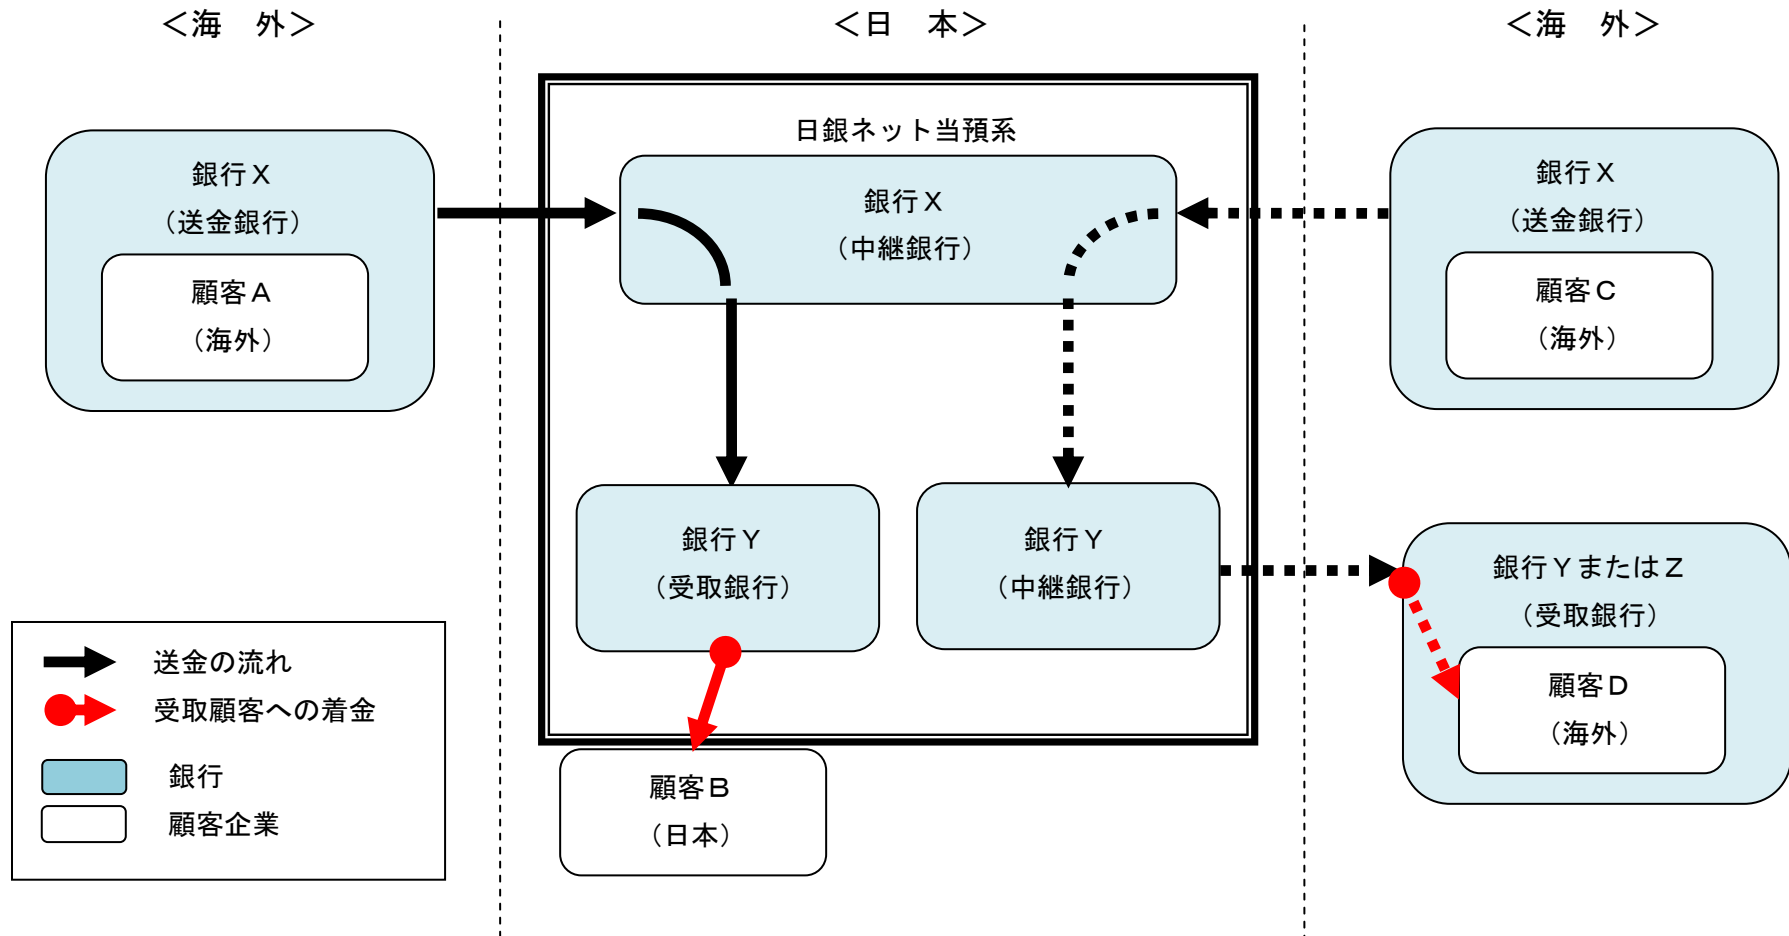 ＜海　外＞
＜日　本＞
＜海　外＞
日銀ネット当預系
銀行Ｘ
（送金銀行）
顧客Ａ
（海外）
銀行Ｘ
（中継銀行）
銀行Ｘ
（送金銀行）
顧客Ｃ
（海外）
銀行Ｙ
（受取銀行）
銀行Ｙ
（中継銀行）
銀行ＹまたはＺ
（受取銀行）
顧客Ｄ
（海外）
顧客Ｂ
（日本）
送金の流れ
受取顧客への着金
銀行
顧客企業